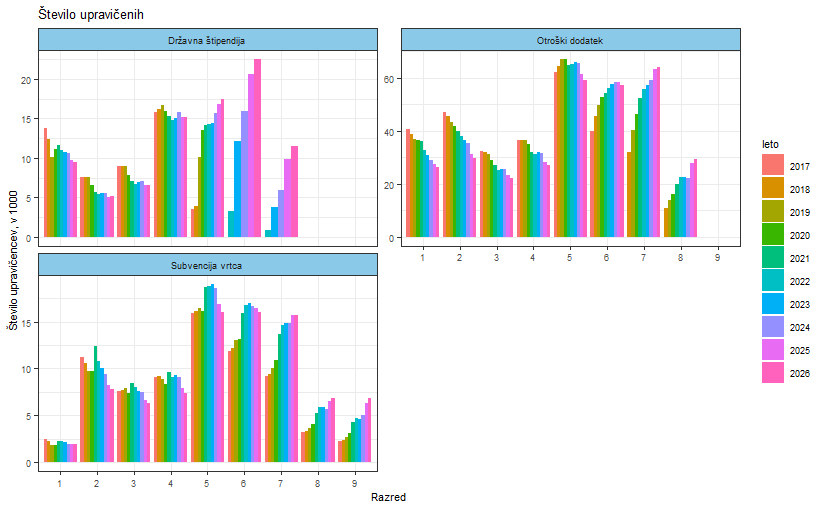 Število upravičenih
Državna štipendija
Otroški dodatek
20
15
10
5
0
60
40
20
0
1 2 3 4 5 6 7 8 9
Subvencija vrtca
15
10
5
0
1 2 3 4 5 6 7 8 9
Število upravičencev, v 1000
Razred
leto
2017
2018
2019
2020
2021
2022
2023
2024
2025
2026